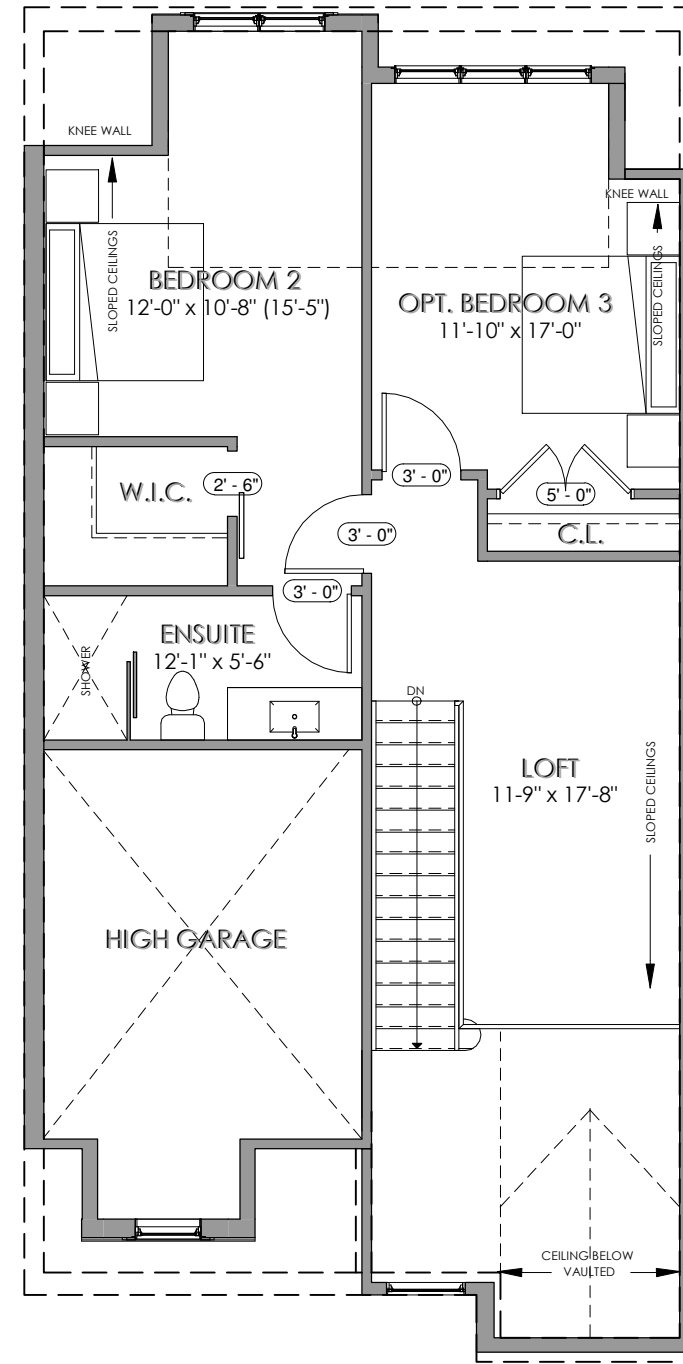 KNEE WALL
SLOPED CEILINGS
BEDROOM 2
12'-0" x 10'-8" (15'-5")
KNEE WALL
SLOPED CEILINGS
OPT. BEDROOM 3
11'-10" x 17'-0"
W.I.C.
2' - 6"
3' - 0"
5' - 0"
C.L.
3' - 0"
3' - 0"
ENSUITE
12'-1" x 5'-6"
SHOWER
DN
LOFT
11-9" x 17'-8"
SLOPED CEILINGS
HIGH GARAGE
CEILING BELOW
VAULTED